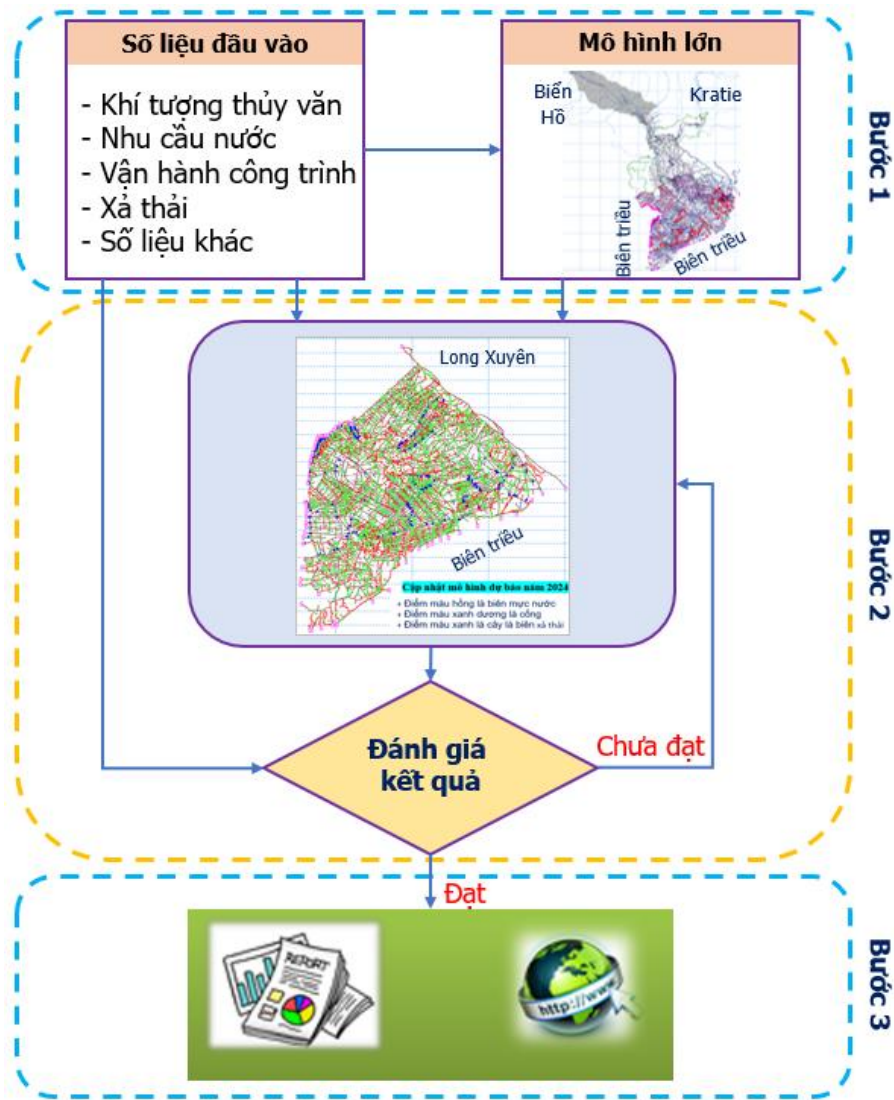 Số liệu đầu vào
- Khí tượng thủy văn
- Nhu cầu nước
- Vận hành công trình
- Xả thải
- Số liệu khác
Mô hình lớn
Biển
Hồ
Kratie
Biên triều
Biên triều
Bước 1
Long Xuyên
Biên triều
Cập nhật mô hình dự báo năm 2024
+ Điểm màu hồng là biên mực nước
+ Điểm màu xanh dương là cống
+ Điểm màu xanh lá cây là biên xả thải
Bước 2
Đánh giá
kết quả
Chưa đạt
Đạt
REPORT
http://www.
Bước 3